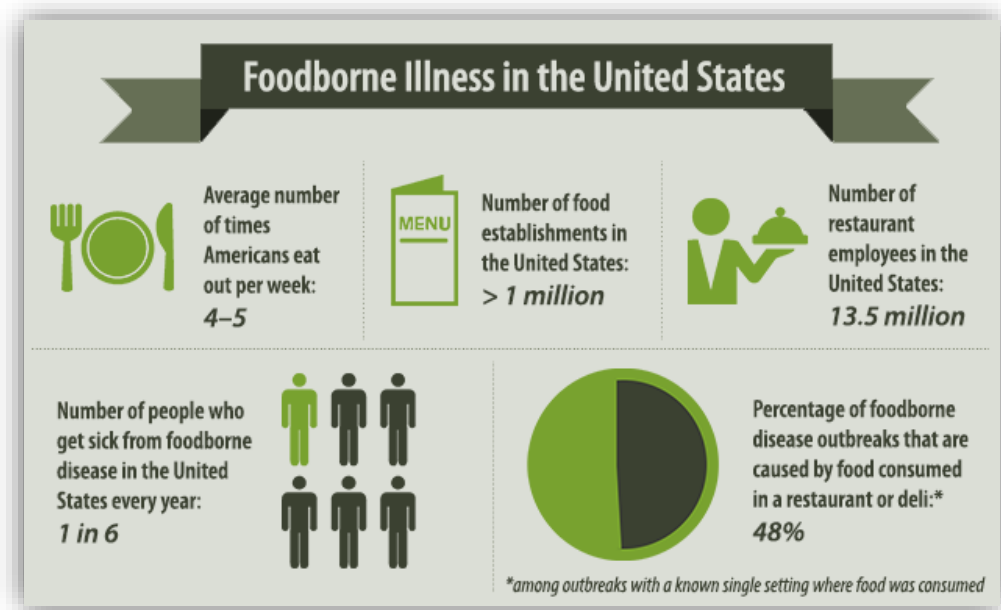 Foodborne Illness in the United States
Average number
of times
Americans eat
out per week:
4–5
MENU
Number of food
establishments in
the United States:
> 1 million
Number of
restaurant
employees in the
United States:
13.5 million
Number of people who
get sick from foodborne
disease in the United
States every year:
1 in 6
Percentage of foodborne
disease outbreaks that are
caused by food consumed
in a restaurant or deli:*
48%
*among outbreaks with a known single setting where food was consumed